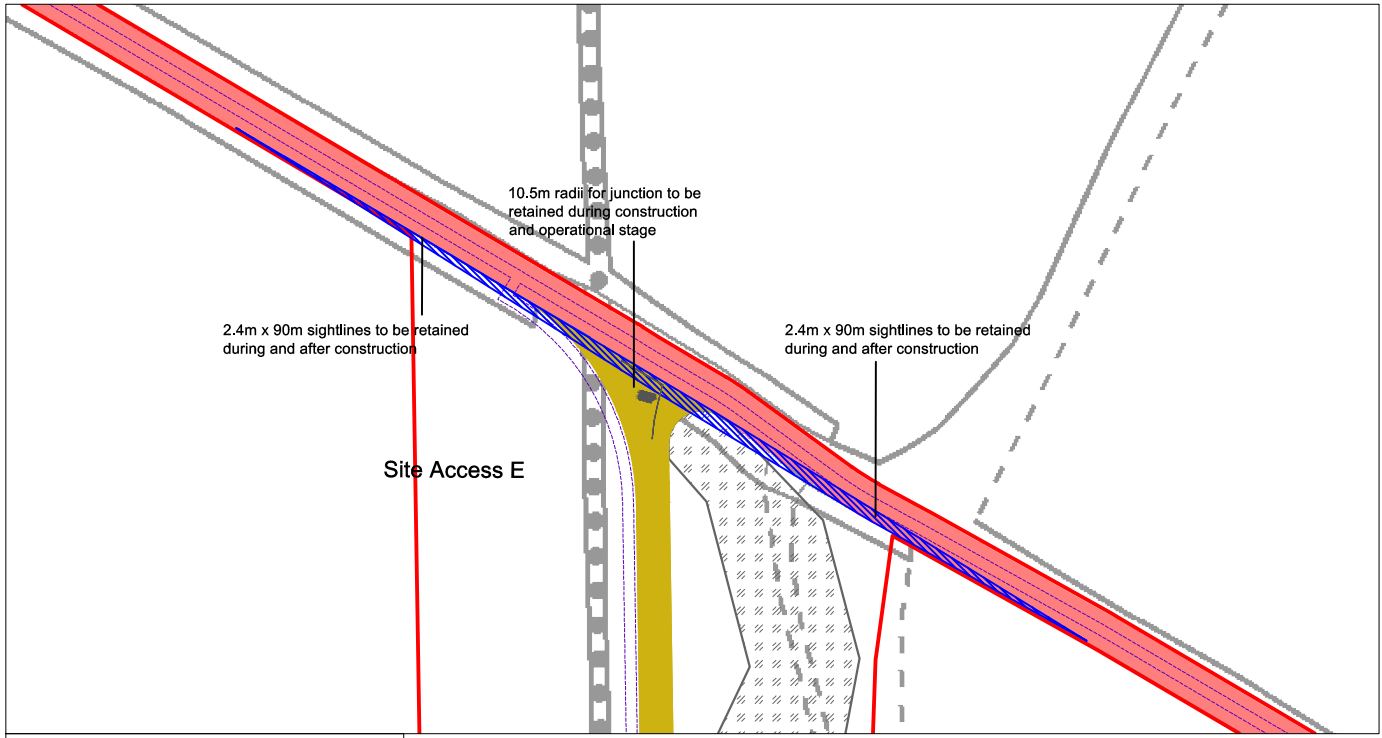 10.5m radii for junction to be
retained during construction
and operational stage
2.4m x 90m sightlines to be retained
during and after construction
2.4m x 90m sightlines to be retained
during and after construction
Site Access E